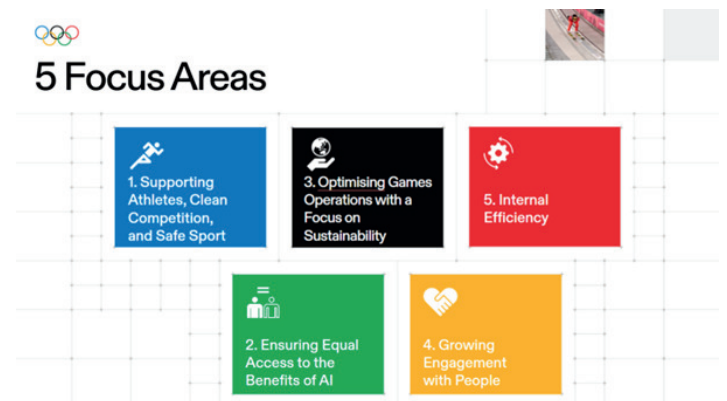 5 Focus Areas
1. Supporting
Athletes, Clean
Competition,
and Safe Sport
2. Ensuring Equal
Access to the
Benefits of AI
3. Optimising Games
Operations with a
Focus on
Sustainability
4. Growing
Engagement
with People
5. Internal
Efficiency